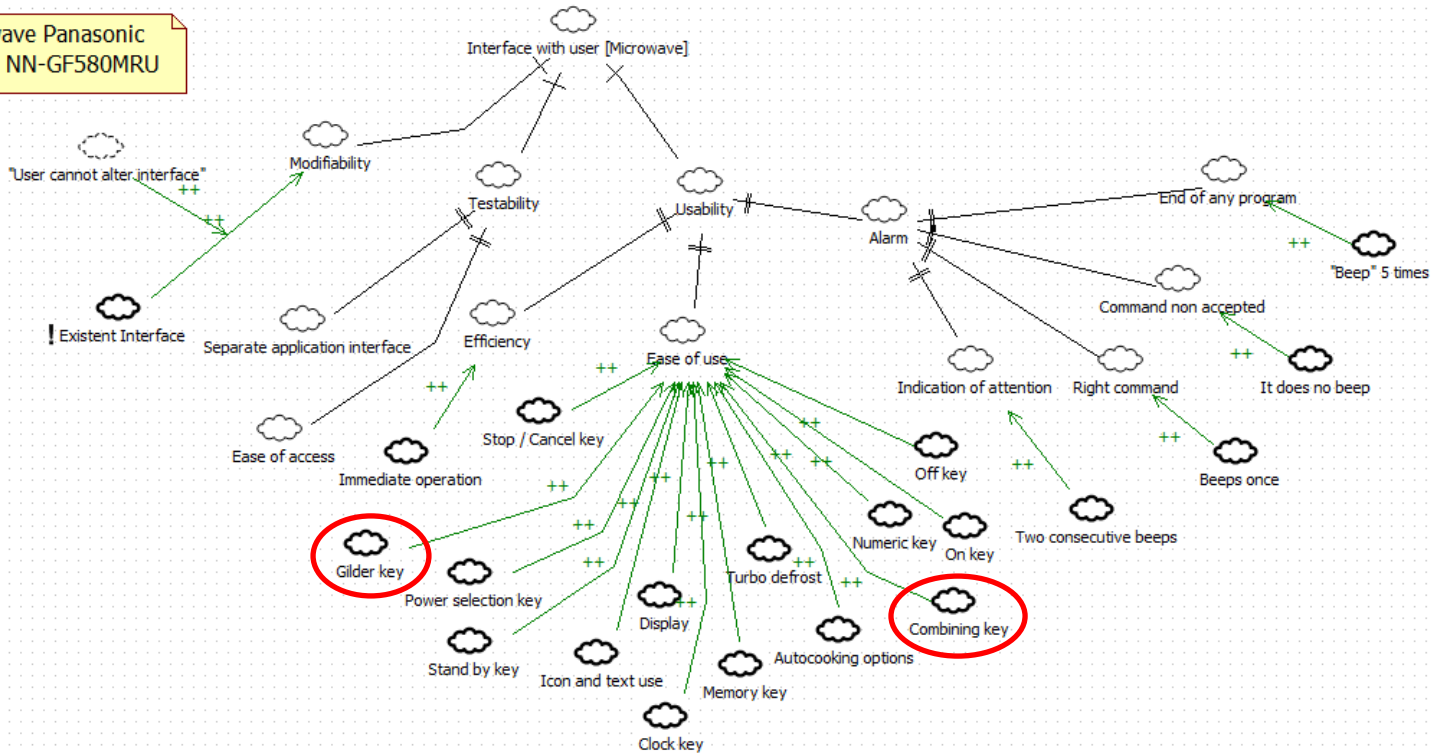 ave Panasonic
NN-GF580MRU
Interface with user [Microwave]
"User cannot alter interface"
Modifiability
Testability
Usability
Alarm
End of any program
++
++
++
"Beep" 5 times
! Existent Interface
Separate application interface
Efficiency
Ease of use
Command non accepted
++
++
++
Indication of attention
Right command
It does no beep
Ease of access
Stop / Cancel key
++
++
Immediate operation
Off key
Beeps once
++
++
++
++
++
++
++
Gilder key
++
++
++
Numeric key
On key
Two consecutive beeps
++
++
Turbo defrost
++
Power selection key
Display
++
Combining key
Stand by key
Icon and text use
Memory key
Autocooking options
Clock key